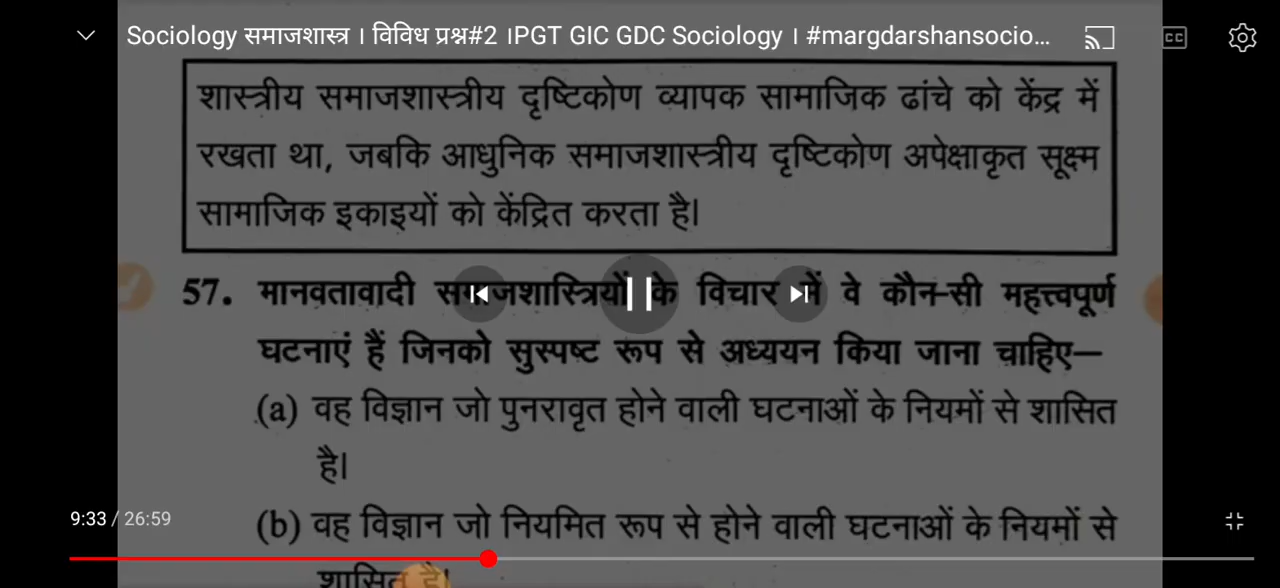 Sociology समाजशास्त्र । विविध प्रश्न#2 ।PGT GIC GDC Sociology । #margdarshansocio...
CC
शास्त्रीय समाजशास्त्रीय दृष्टिकोण व्यापक सामाजिक ढांचे को केंद्र में
रखता था, जबकि आधुनिक समाजशास्त्रीय दृष्टिकोण अपेक्षाकृत सूक्ष्म
सामाजिक इकाइयों को केंद्रित करता है।
57. मानवतावादी समाजशास्त्रियों के विचार में वे कौन-सी महत्त्वपूर्ण
घटनाएं हैं जिनको सुस्पष्ट रूप से अध्ययन किया जाना चाहिए—
(a) वह विज्ञान जो पुनरावृत होने वाली घटनाओं के नियमों से शासित
है।
9:33 / 26:59
(b) वह विज्ञान जो नियमित रूप से होने वाली घटनाओं के नियमों से
शासित है।